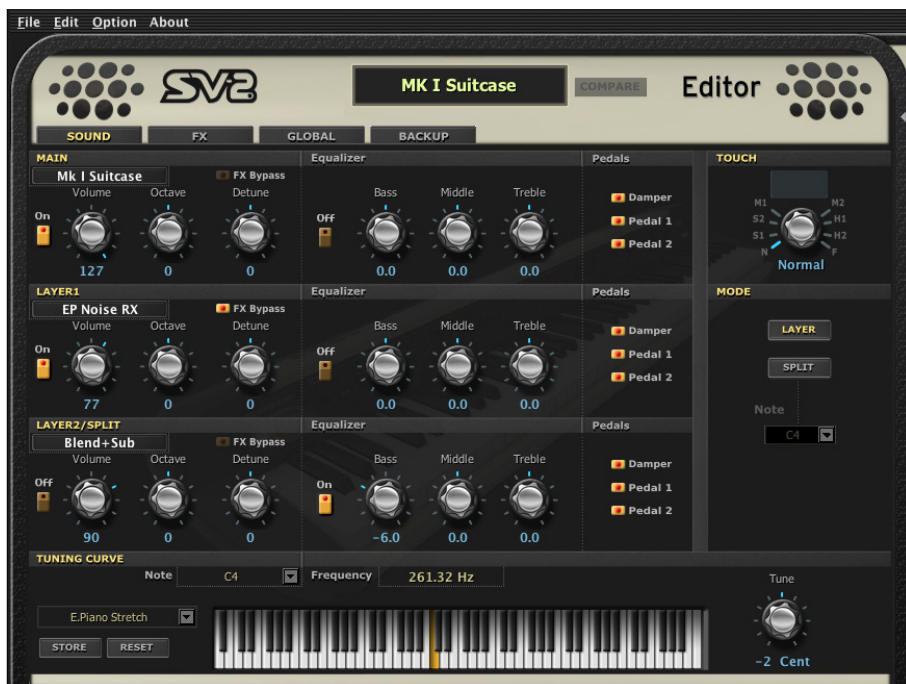 File Edit Option About
SV2 MK I Suitcase COMPARE Editor
SOUND FX GLOBAL BACKUP
MAIN Equalizer Pedals TOUCH
Mk I Suitcase FX Bypass
Volume Octave Detune Bass Middle Treble
On Off Damper
Pedal 1
Pedal 2
127 0 0 0.0 0.0 0.0
M1 M2
S2 H1
S1 H2
N F
Normal
LAYER1 Equalizer Pedals MODE
EP Noise RX FX Bypass
Volume Octave Detune Bass Middle Treble
On Off Damper
Pedal 1
Pedal 2
77 0 0 0.0 0.0 0.0
LAYER
SPLIT
Note
C4
LAYER2/SPLIT Equalizer Pedals
Blend+Sub FX Bypass
Volume Octave Detune Bass Middle Treble
Off On Damper
Pedal 1
Pedal 2
90 0 0 -6.0 0.0 0.0
TUNING CURVE
Note C4 Frequency 261.32 Hz
Tune
E.Piano Stretch
STORE RESET
-2 Cent